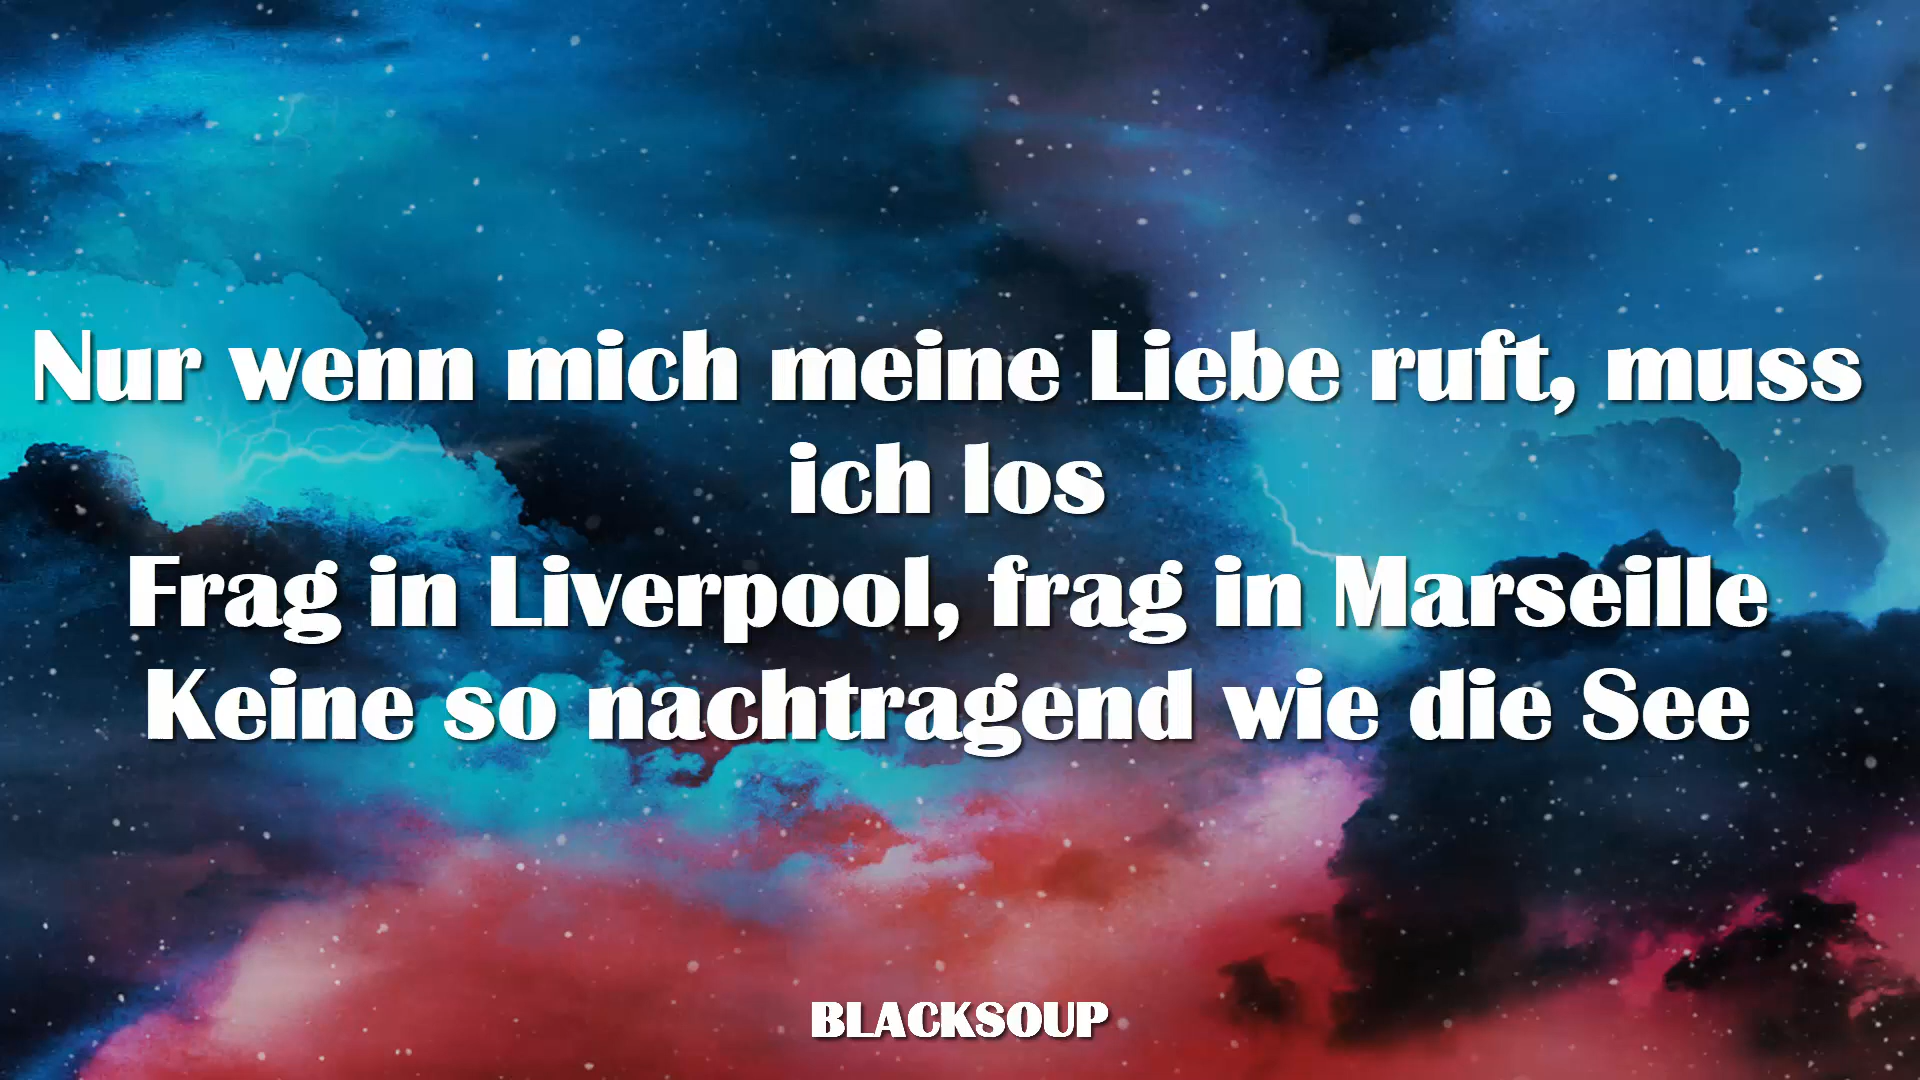 Nur wenn mich meine Liebe ruft, muss
ich los
Frag in Liverpool, frag in Marseille
Keine so nachtragend wie die See
BLACKSOUP